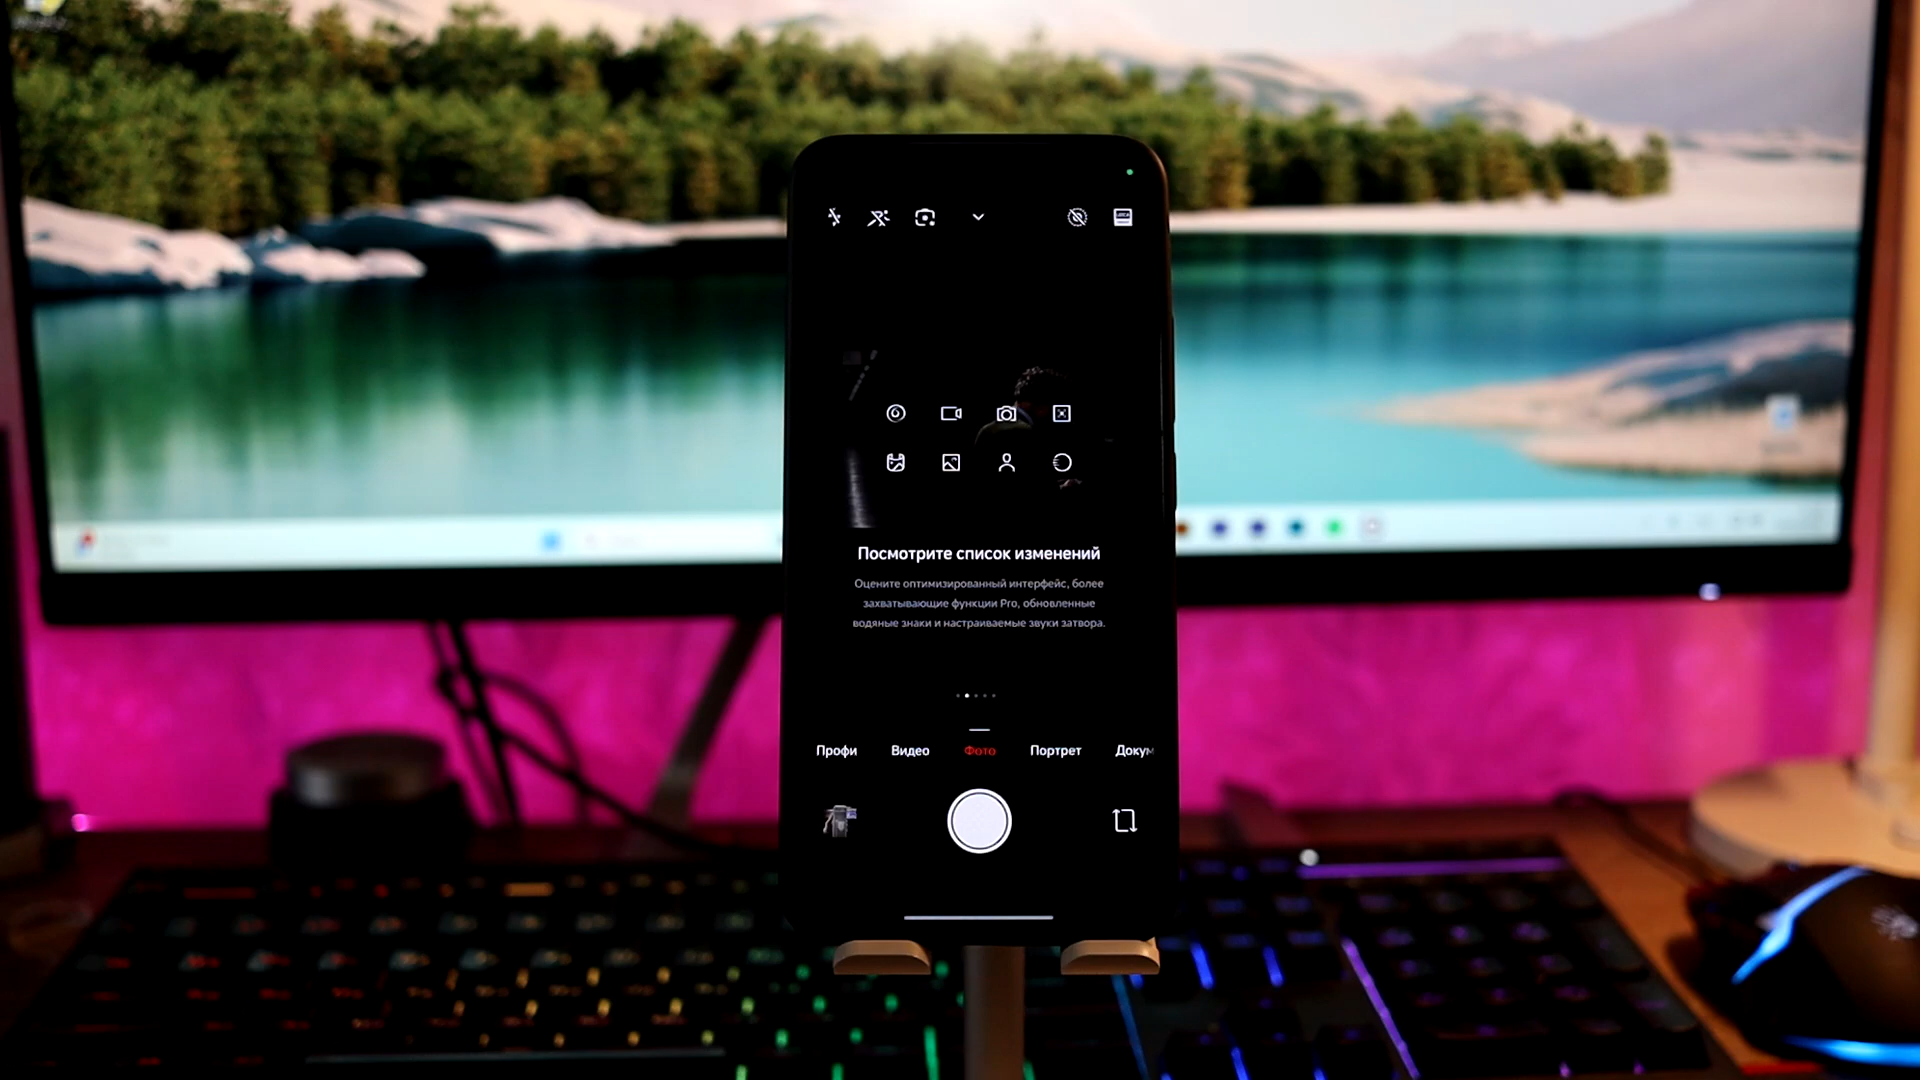 Посмотрите список изменений
Оцените оптимизированный интерфейс, более
захватывающие функции Pro, обновленные
водяные знаки и настраиваемые звуки затвора.
Профи Видео Фото Портрет Докум